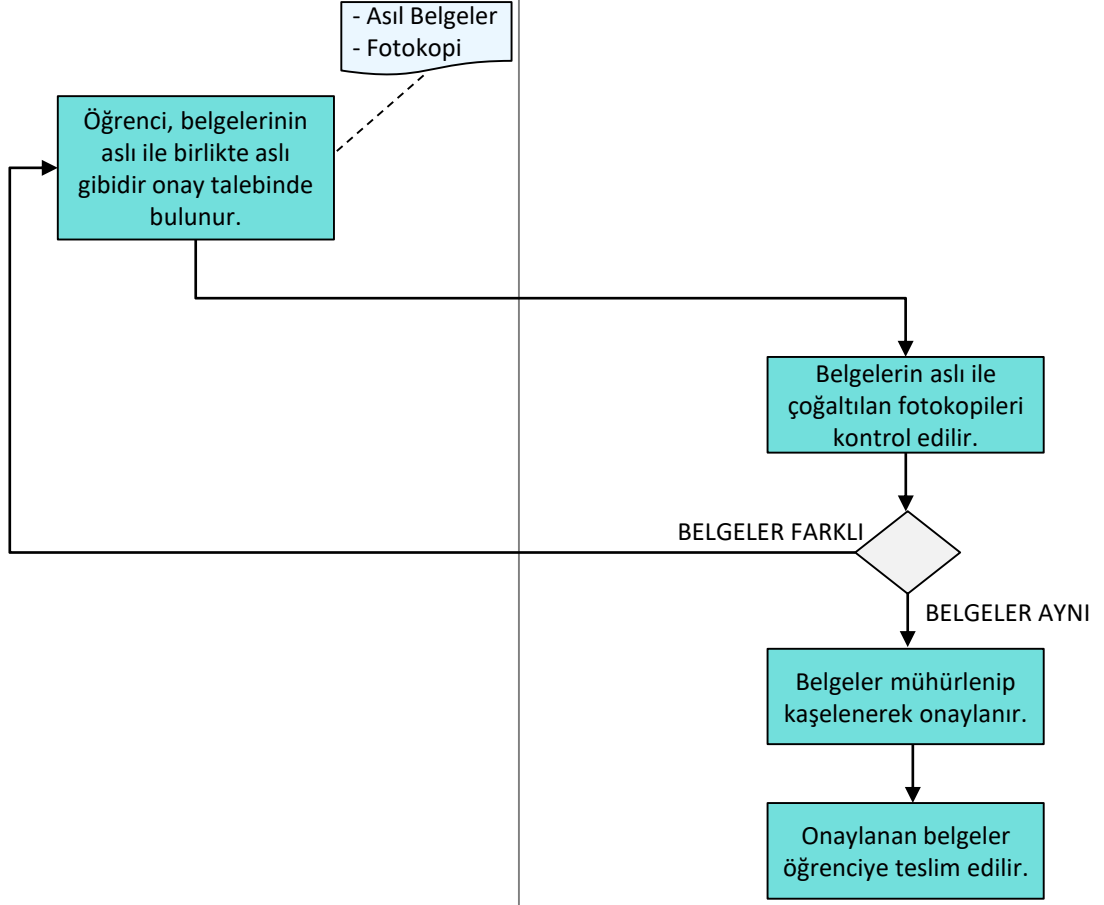 - Asıl Belgeler
- Fotokopi
Öğrenci, belgelerinin
aslı ile birlikte aslı
gibidir onay talebinde
bulunur.
Belgelerin aslı ile
çoğaltılan fotokopileri
kontrol edilir.
BELGELER FARKLI
BELGELER AYNI
Belgeler mühürlenip
kaşelenerek onaylanır.
Onaylanan belgeler
öğrenciye teslim edilir.